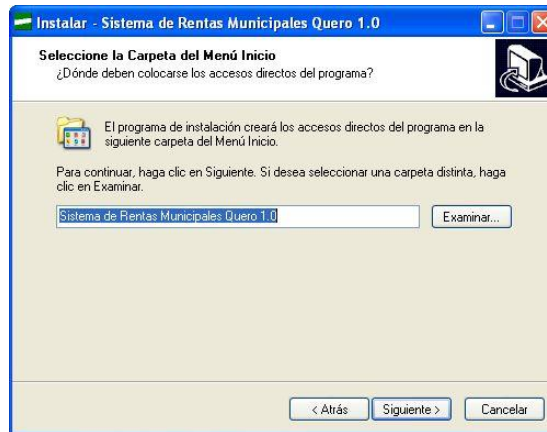 Instalar - Sistema de Rentas Municipales Quero 1.0
Seleccione la Carpeta del Menú Inicio
¿Dónde deben colocarse los accesos directos del programa?
El programa de instalación creará los accesos directos del programa en la
siguiente carpeta del Menú Inicio.
Para continuar, haga clic en Siguiente. Si desea seleccionar una carpeta distinta, haga
clic en Examinar.
Sistema de Rentas Municipales Quero 1.0
Examinar...
< Atrás
Siguiente >
Cancelar